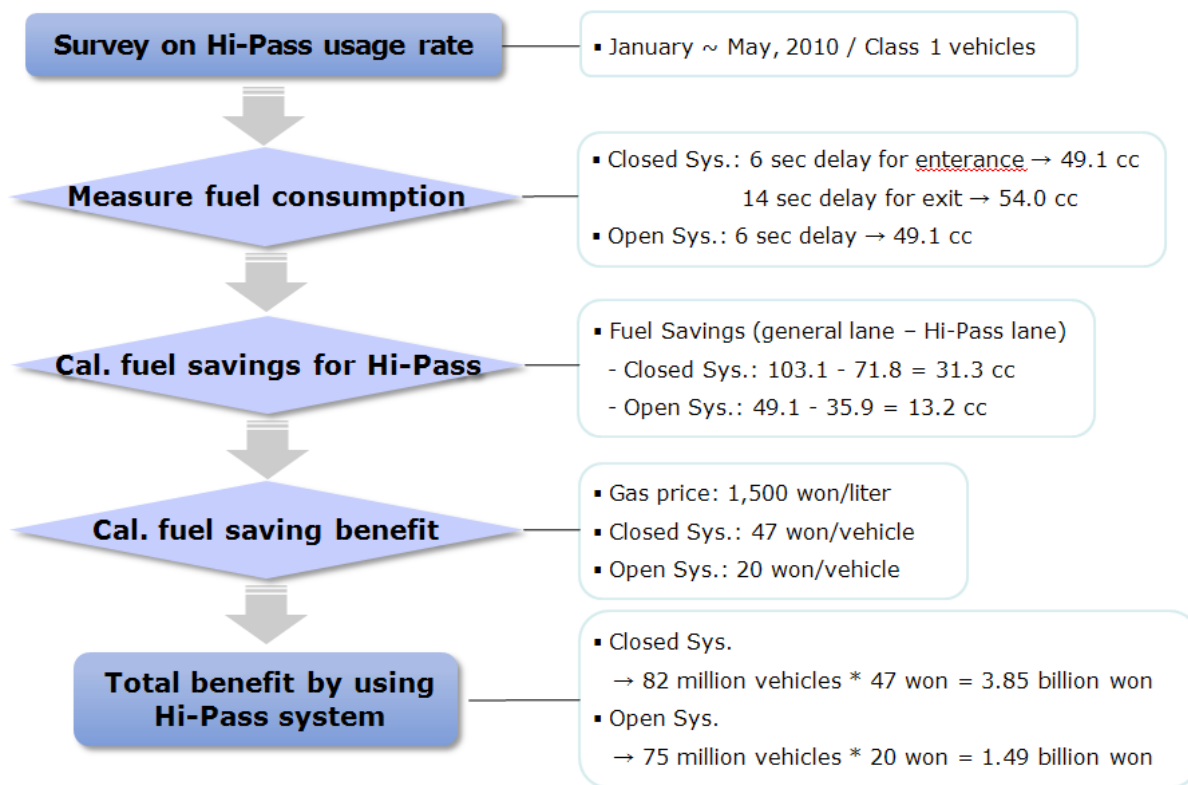 Survey on Hi-Pass usage rate
▪ January ~ May, 2010 / Class 1 vehicles
Measure fuel consumption
▪ Closed Sys.: 6 sec delay for enterance → 49.1 cc
14 sec delay for exit → 54.0 cc
▪ Open Sys.: 6 sec delay → 49.1 cc
Cal. fuel savings for Hi-Pass
▪ Fuel Savings (general lane – Hi-Pass lane)
- Closed Sys.: 103.1 - 71.8 = 31.3 cc
- Open Sys.: 49.1 - 35.9 = 13.2 cc
Cal. fuel saving benefit
▪ Gas price: 1,500 won/liter
▪ Closed Sys.: 47 won/vehicle
▪ Open Sys.: 20 won/vehicle
Total benefit by using
Hi-Pass system
▪ Closed Sys.
→ 82 million vehicles * 47 won = 3.85 billion won
▪ Open Sys.
→ 75 million vehicles * 20 won = 1.49 billion won